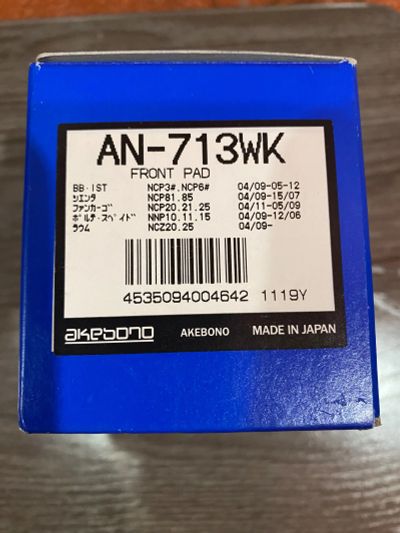 AN-713WK
FRONT PAD
BB・IST NCP3#.NCP6# 04/09-05-12
シエンタ NCP81.85 04/09-15/07
ファンカーゴ NCP20.21.25 04/11-05/09
ポルテ・スペイド NNP10.11.15 04/09-12/06
ラウム NCZ20.25 04/09-
4535094004642 1119Y
akebono AKEBONO MADE IN JAPAN